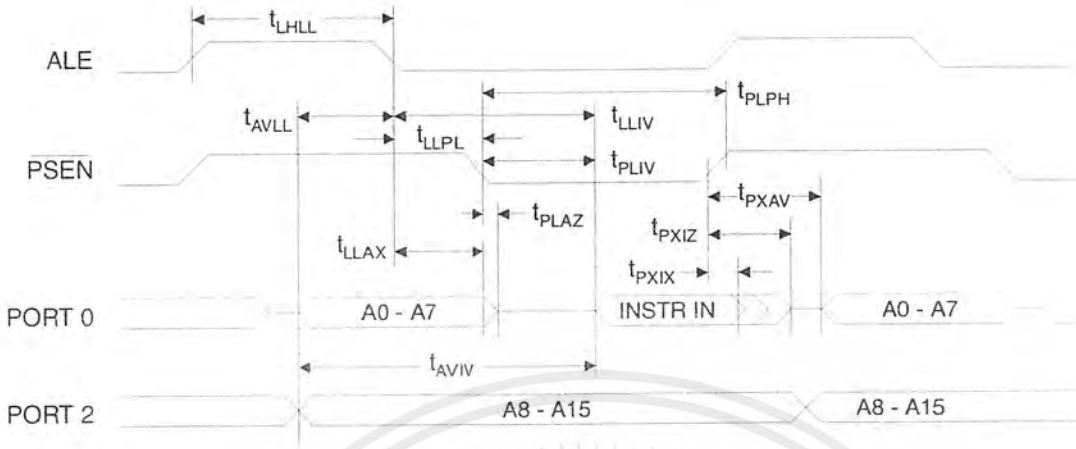 tLHLL
ALE
tPLPH
tAVLL
tLLIV
tLLPL
PSEN
tPLIV
tPXAV
tPLAZ
tPXIZ
tLLAX
tPXIX
PORT 0
A0 - A7
INSTR IN
A0 - A7
tAVIV
PORT 2
A8 - A15
A8 - A15